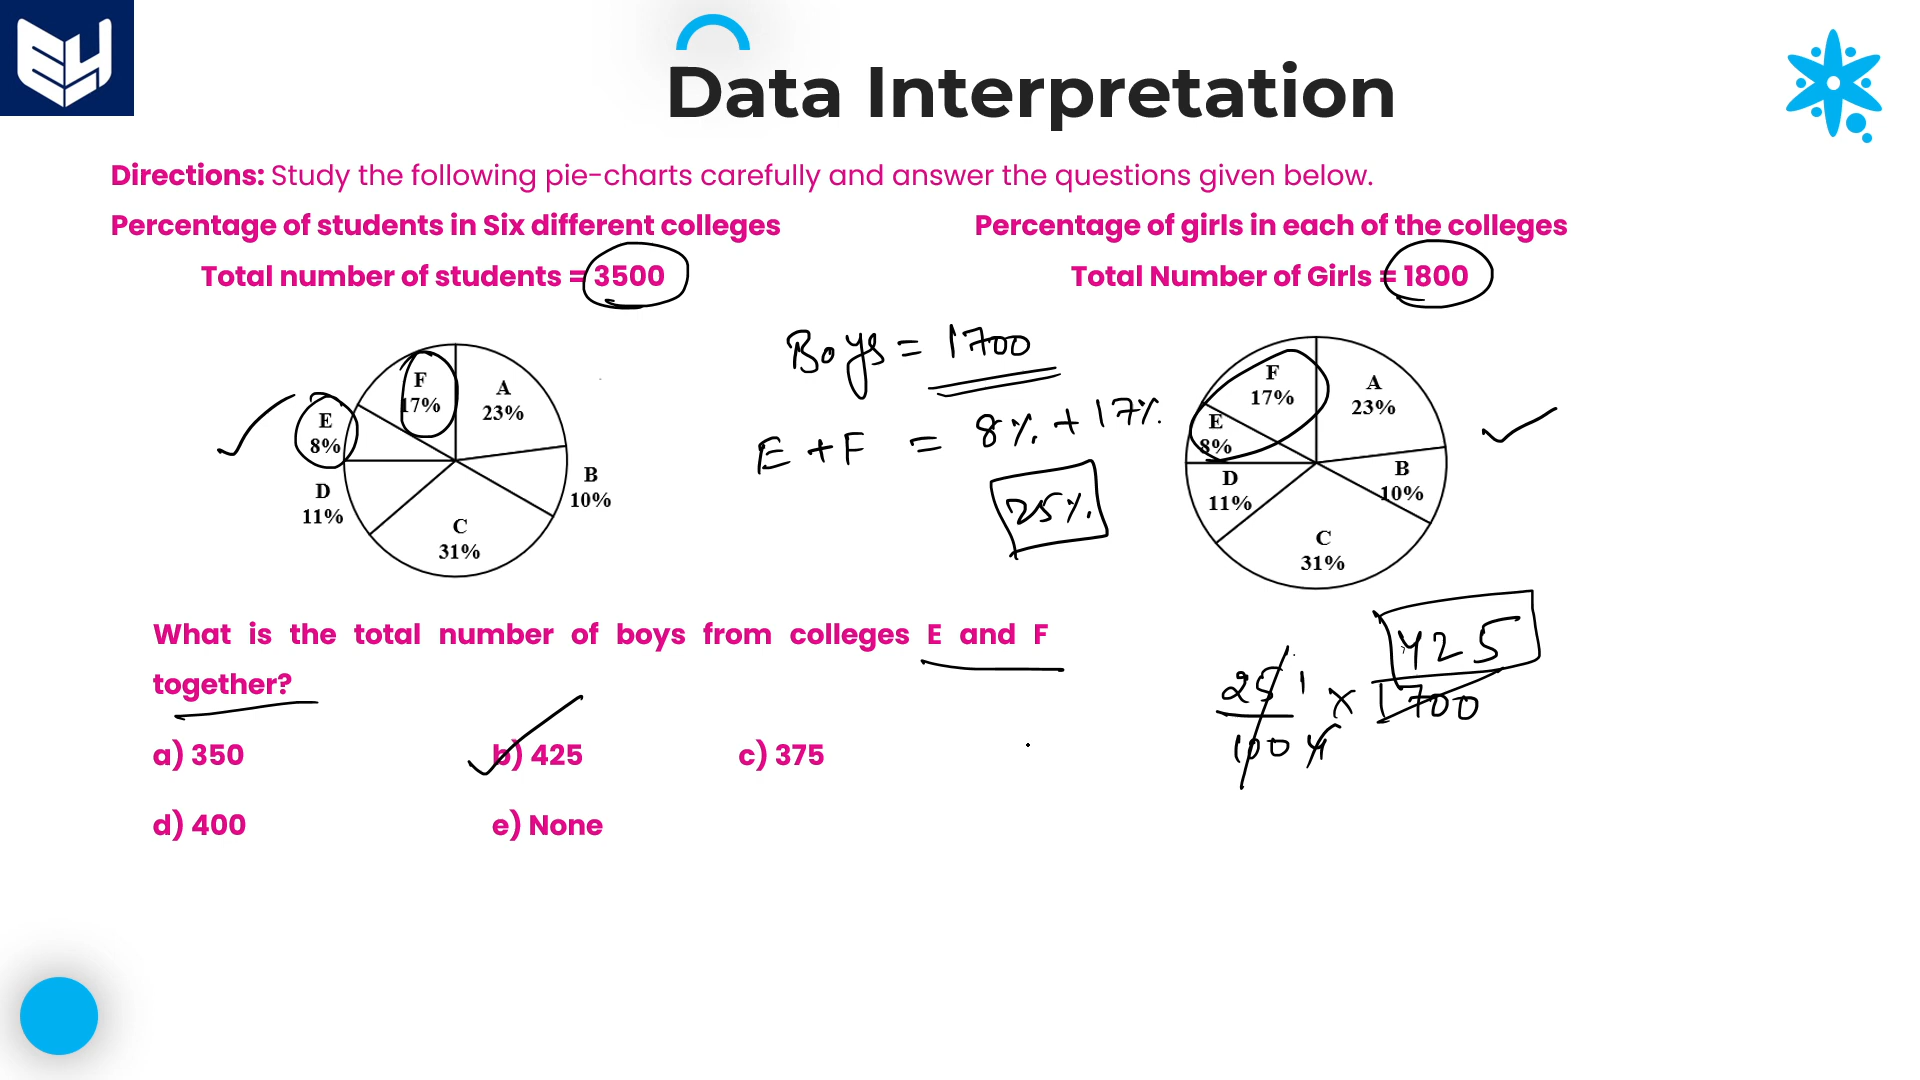 EY
Data Interpretation
Directions: Study the following pie-charts carefully and answer the questions given below.
Percentage of students in Six different colleges
Total number of students = 3500
Percentage of girls in each of the colleges
Total Number of Girls = 1800
F
17%
A
23%
E
8%
B
10%
D
11%
C
31%
Boys = 1700
E + F = 8% + 17%
25%
F
17%
A
23%
E
8%
B
10%
D
11%
C
31%
What is the total number of boys from colleges E and F
together?
a) 350 b) 425 c) 375
d) 400 e) None
425
25 1 x 1700
100 4